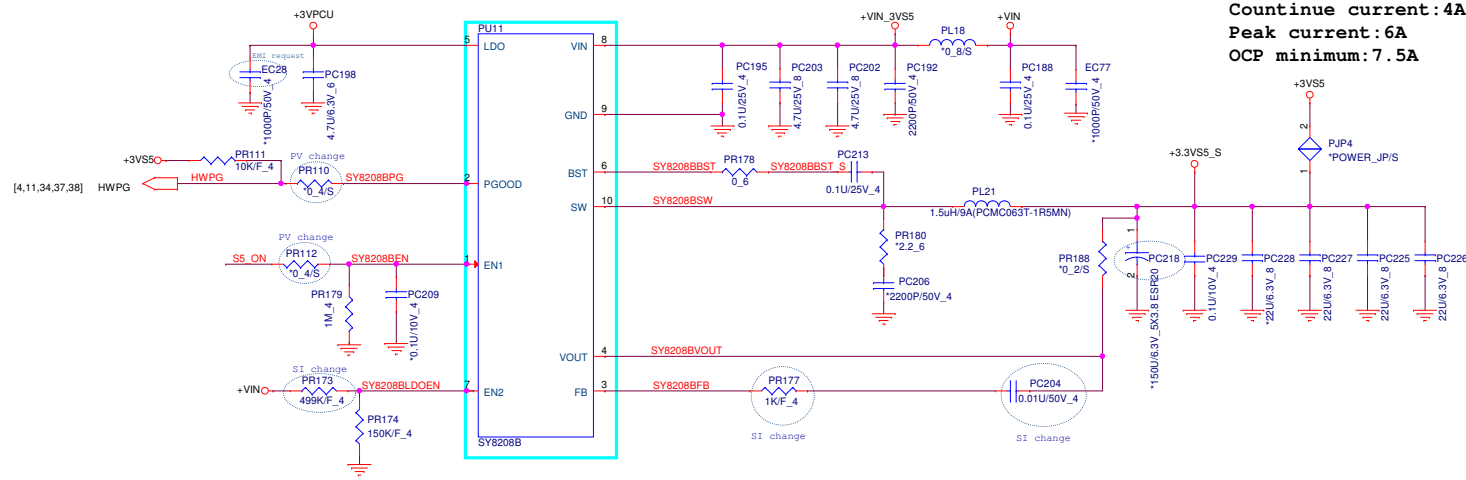 Countinue current:4A
Peak current:6A
OCP minimum:7.5A
+3VPCU
EMI request
EC28
*1000P/50V_4
PC198
4.7U/6.3V_6
PU11
5
LDO
VIN
8
+VIN_3VS5
PL18
*0_8/S
+VIN
PC195
0.1U/25V_4
PC203
4.7U/25V_8
PC202
4.7U/25V_8
PC192
2200P/50V_4
PC188
0.1U/25V_4
EC77
*1000P/50V_4
GND
9
+3VS5
PR111
10K/F_4
PV change
PR110
*0_4/S
[4,11,34,37,38]
HWPG
HWPG
SY8208BPG
2
PGOOD
BST
6
SY8208BBST
PR178
0_6
SY8208BBST_S
PC213
0.1U/25V_4
SW
10
SY8208BSW
PL21
1.5uH/9A(PCMC063T-1R5MN)
+3.3VS5_S
+3VS5
2
PJP4
*POWER_JP/S
1
PR180
*2.2_6
PC206
*2200P/50V_4
PR188
*0_2/S
1
+
PC218
2
*150U/6.3V_5X3.8 ESR20
PC229
0.1U/10V_4
PC228
*22U/6.3V_8
PC227
22U/6.3V_8
PC225
22U/6.3V_8
PC226
22U/6.3V_8
PV change
S5_ON
PR112
*0_4/S
SY8208BEN
1
EN1
PR179
1M_4
PC209
*0.1U/10V_4
VOUT
4
SY8208BVOUT
SI change
+VIN
PR173
499K/F_4
SY8208BLDOEN
7
EN2
PR174
150K/F_4
FB
3
SY8208BFB
PR177
1K/F_4
SI change
PC204
0.01U/50V_4
SI change
SY8208B